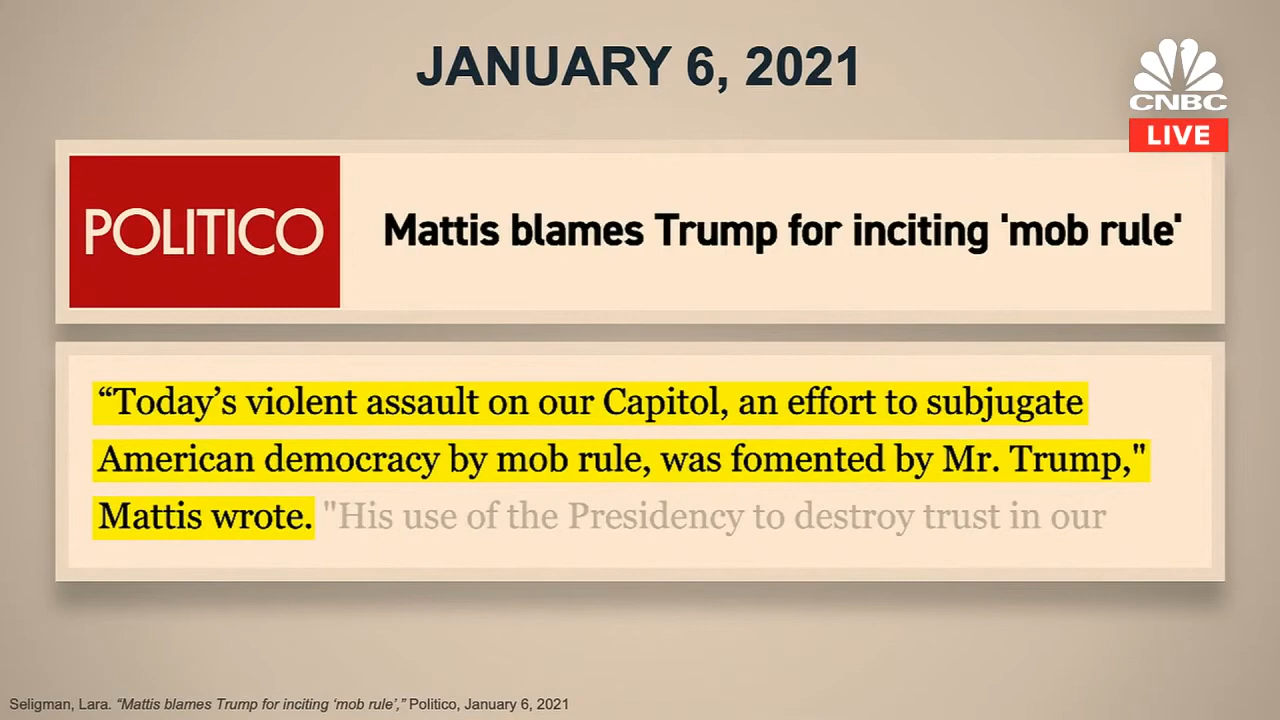 JANUARY 6, 2021
CNBC
LIVE
POLITICO
Mattis blames Trump for inciting 'mob rule'
“Today’s violent assault on our Capitol, an effort to subjugate
American democracy by mob rule, was fomented by Mr. Trump,"
Mattis wrote. "His use of the Presidency to destroy trust in our
Seligman, Lara. “Mattis blames Trump for inciting ‘mob rule’,” Politico, January 6, 2021